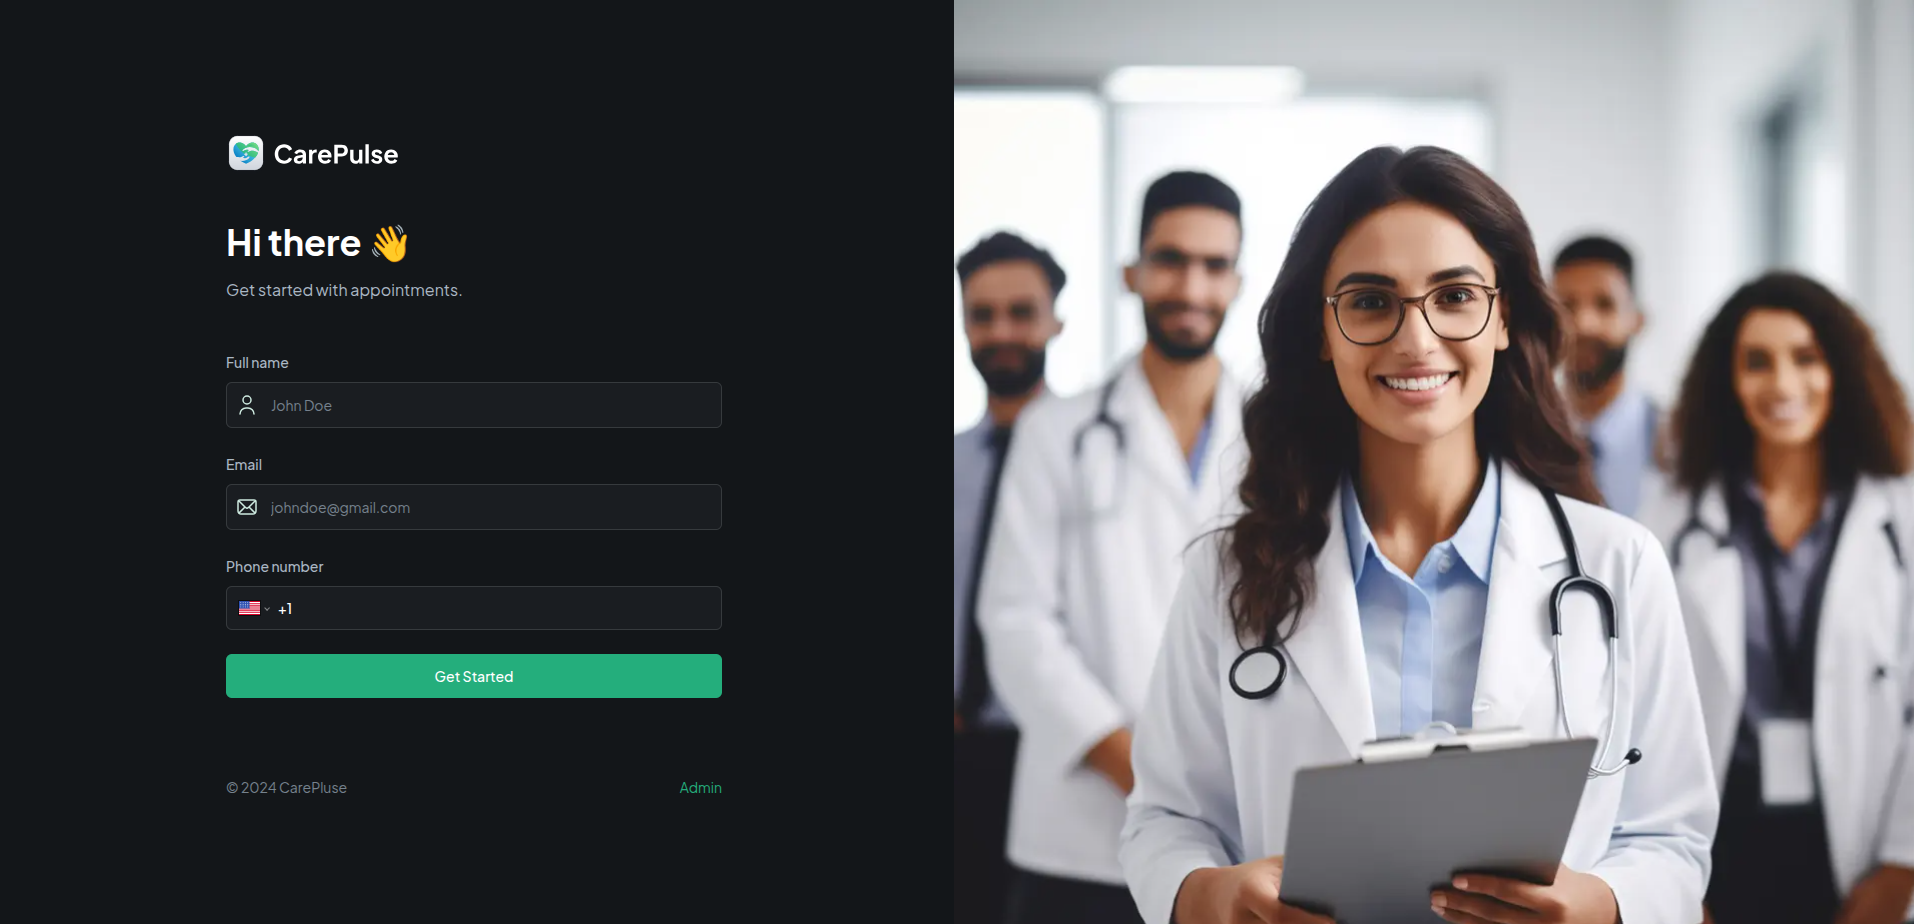 CarePulse
Hi there 👋
Get started with appointments.
Full name
John Doe
Email
johndoe@gmail.com
Phone number
+1
Get Started
© 2024 CarePluse
Admin